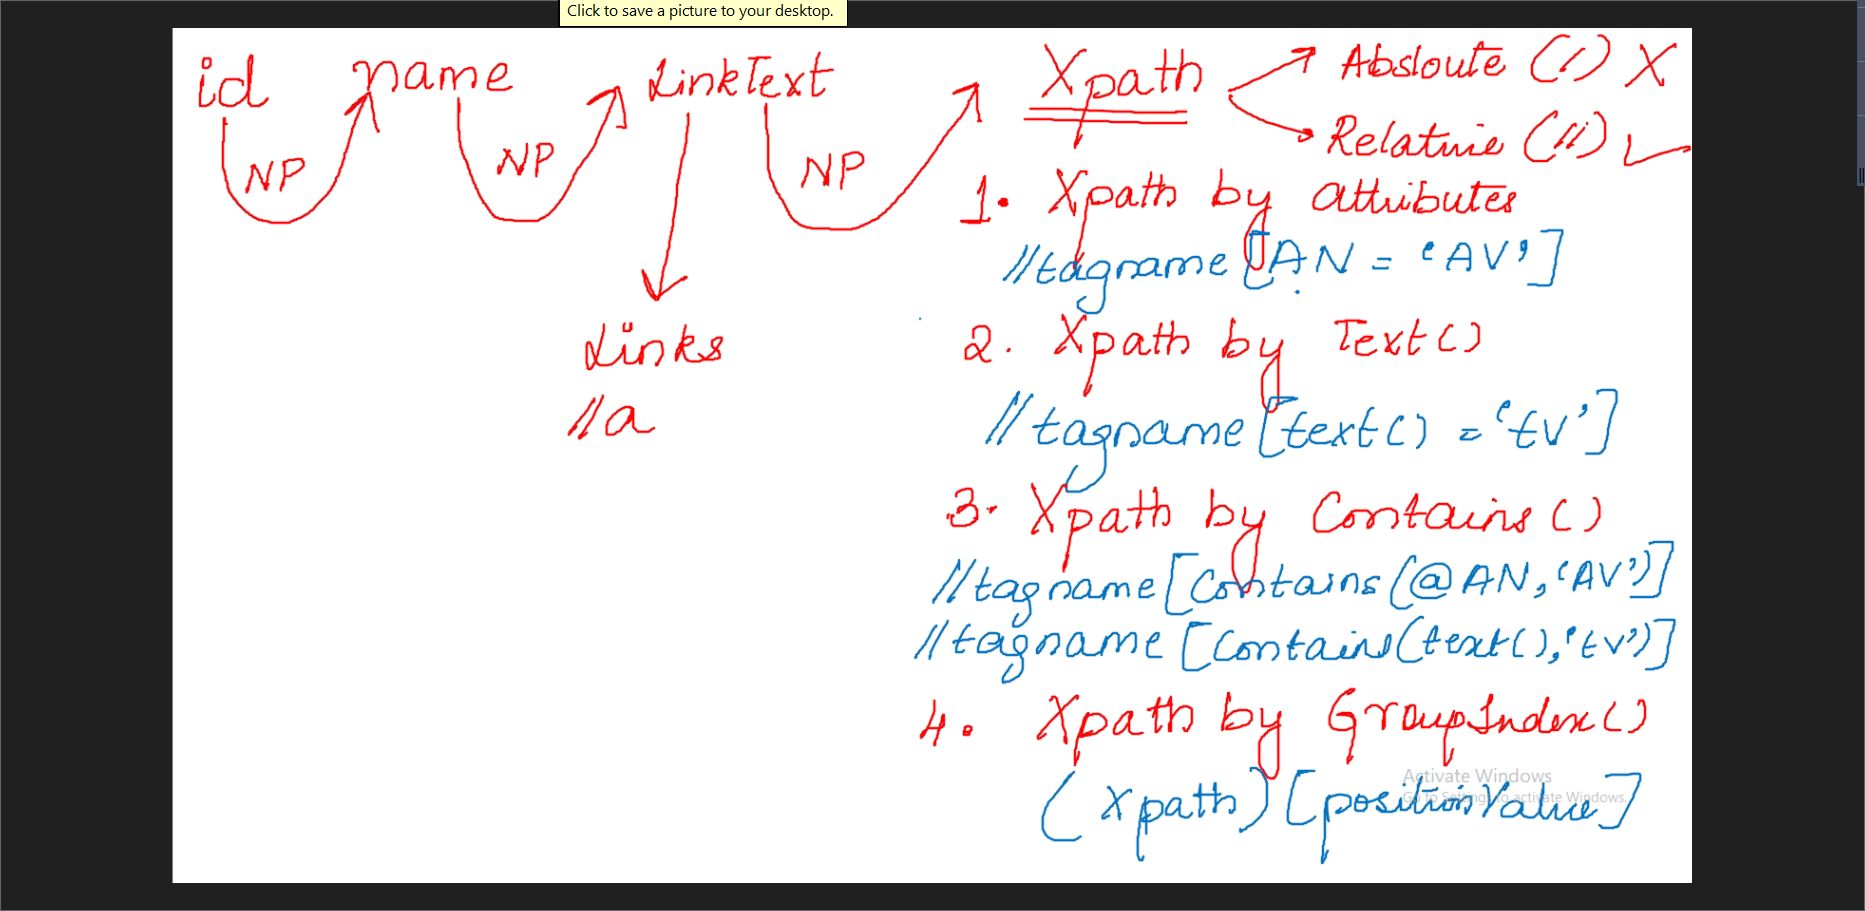 Click to save a picture to your desktop.
id name LinkText Xpath Absloute (/) X
Relative (//) ✓
NP NP NP
1. Xpath by attributes
//tagname[AN = 'AV']
Links
2. Xpath by Text()
//a
//tagname[text() = 'tv']
3. Xpath by Contains()
//tagname[Contains(@AN,'AV')]
//tagname[Contains(text(),'tv')]
4. Xpath by GroupIndex()
(Xpath)[positionValue]
Activate Windows
Go to Settings to activate Windows.